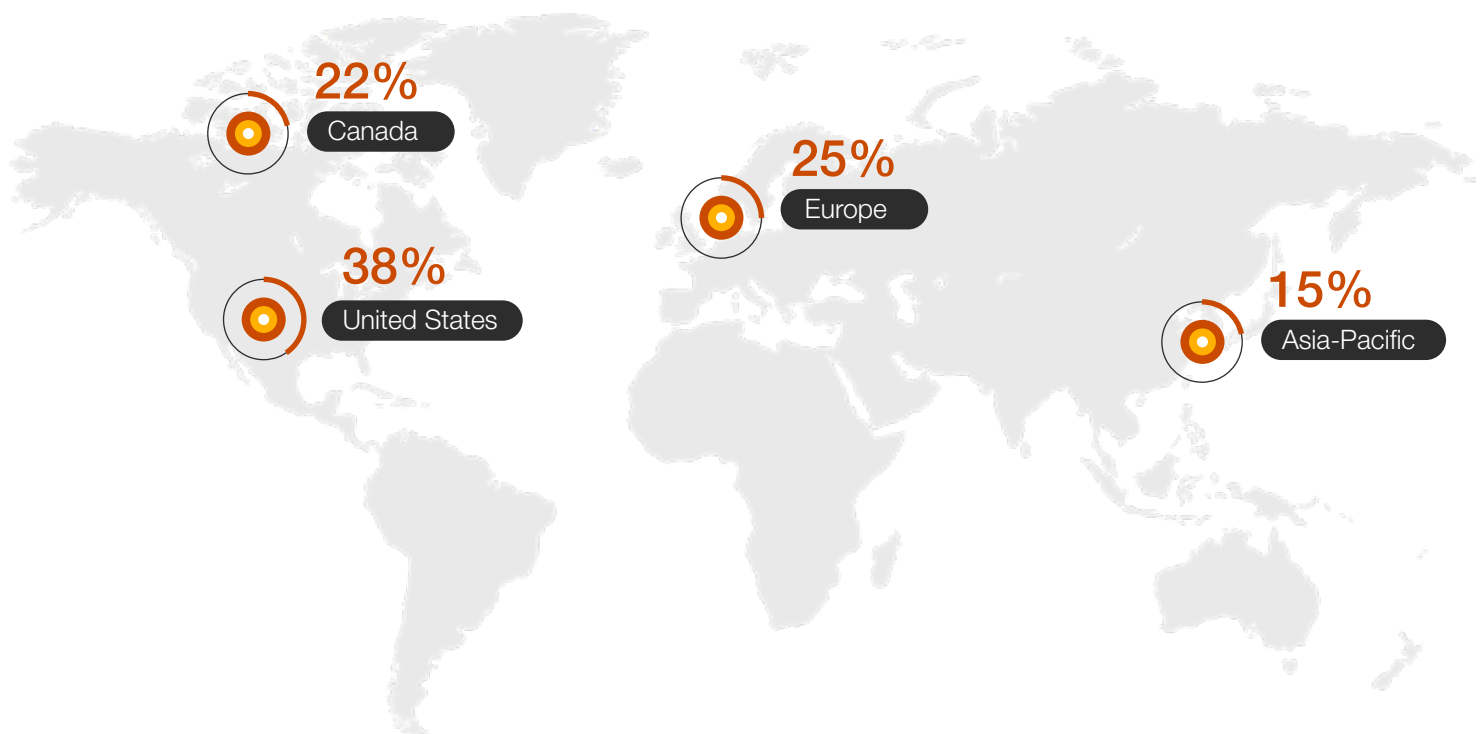 22%
Canada
38%
United States
25%
Europe
15%
Asia-Pacific